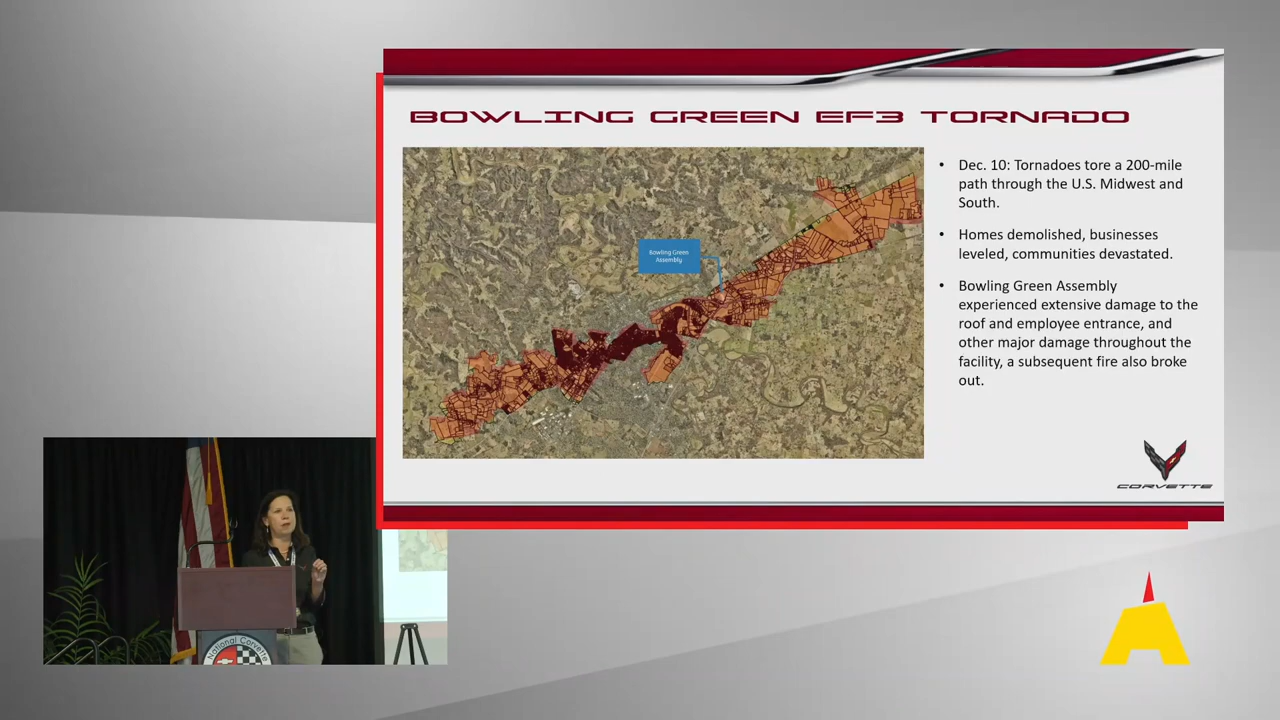 BOWLING GREEN EF3 TORNADO
Bowling Green
Assembly
• Dec. 10: Tornadoes tore a 200-mile
path through the U.S. Midwest and
South.
• Homes demolished, businesses
leveled, communities devastated.
• Bowling Green Assembly
experienced extensive damage to the
roof and employee entrance, and
other major damage throughout the
facility, a subsequent fire also broke
out.
CORVETTE
National Corvette